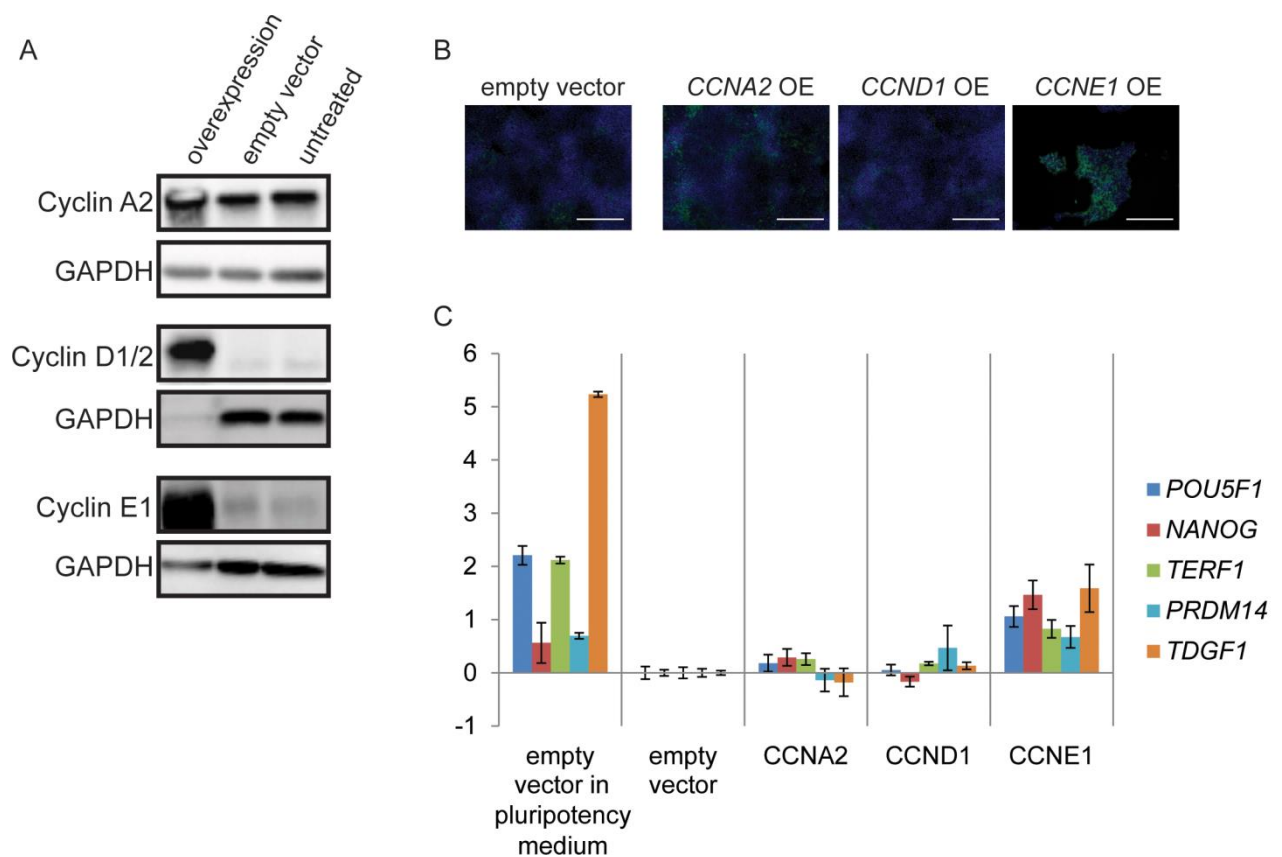 A
overexpression
empty vector
untreated
Cyclin A2
GAPDH
Cyclin D1/2
GAPDH
Cyclin E1
GAPDH
B
empty vector
CCNA2 OE
CCND1 OE
CCNE1 OE
C
6
5
4
3
2
1
0
-1
empty
vector in
pluripotency
medium
empty
vector
CCNA2
CCND1
CCNE1
POU5F1
NANOG
TERF1
PRDM14
TDGF1